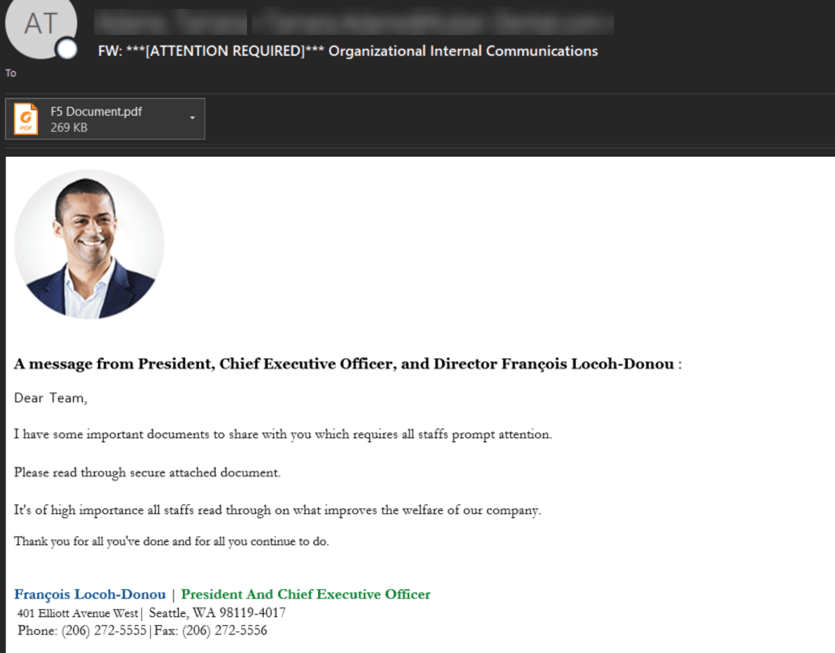 AT
FW: ***[ATTENTION REQUIRED]*** Organizational Internal Communications
To
F5 Document.pdf
269 KB
PDF
A message from President, Chief Executive Officer, and Director François Locoh-Donou :
Dear Team,
I have some important documents to share with you which requires all staffs prompt attention.
Please read through secure attached document.
It's of high importance all staffs read through on what improves the welfare of our company.
Thank you for all you've done and for all you continue to do.
François Locoh-Donou | President And Chief Executive Officer
401 Elliott Avenue West| Seattle, WA 98119-4017
Phone: (206) 272-5555|Fax: (206) 272-5556